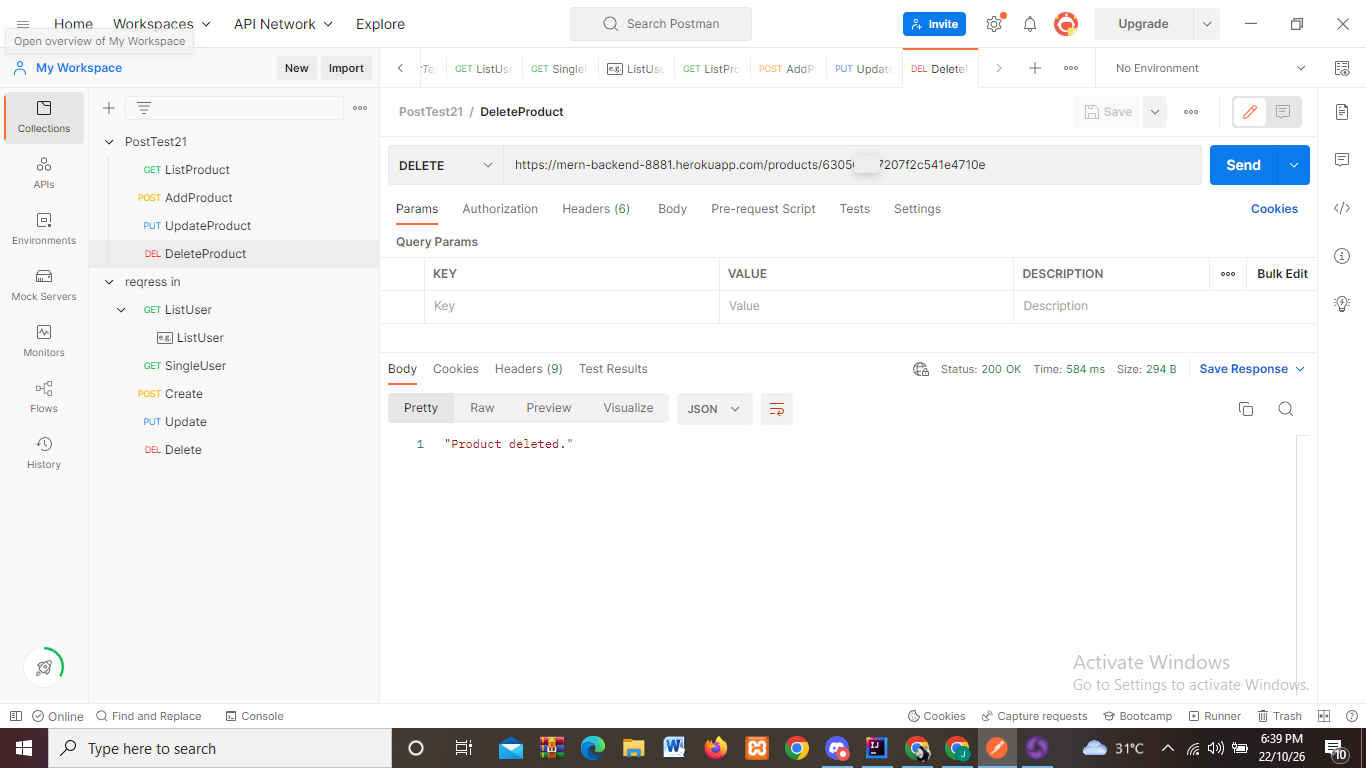 Home Workspaces API Network Explore Search Postman Invite Upgrade
Open overview of My Workspace
My Workspace New Import
GET ListUse GET SingleU e.g. ListUse GET ListPro POST AddP PUT Update DEL Delete No Environment
Collections
APIs
Environments
Mock Servers
Monitors
Flows
History
PostTest21
GET ListProduct
POST AddProduct
PUT UpdateProduct
DEL DeleteProduct
reqress in
GET ListUser
e.g. ListUser
GET SingleUser
POST Create
PUT Update
DEL Delete
PostTest21 / DeleteProduct Save
DELETE https://mern-backend-8881.herokuapp.com/products/6305 7207f2c541e4710e Send
Params Authorization Headers (6) Body Pre-request Script Tests Settings Cookies
Query Params
KEY VALUE DESCRIPTION Bulk Edit
Key Value Description
Body Cookies Headers (9) Test Results Status: 200 OK Time: 584 ms Size: 294 B Save Response
Pretty Raw Preview Visualize JSON
1 "Product deleted."
Activate Windows
Go to Settings to activate Windows.
Online Find and Replace Console Cookies Capture requests Bootcamp Runner Trash
Type here to search 31°C 6:39 PM
22/10/26 10